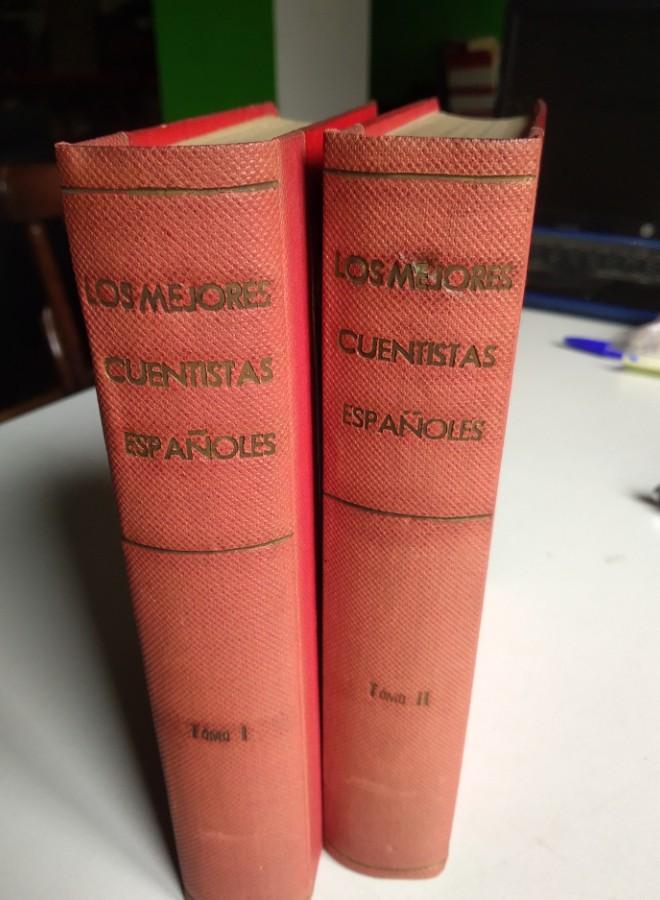 LOS MEJORES
CUENTISTAS
ESPAÑOLES
Tomo I
LOS MEJORES
CUENTISTAS
ESPAÑOLES
Tomo II